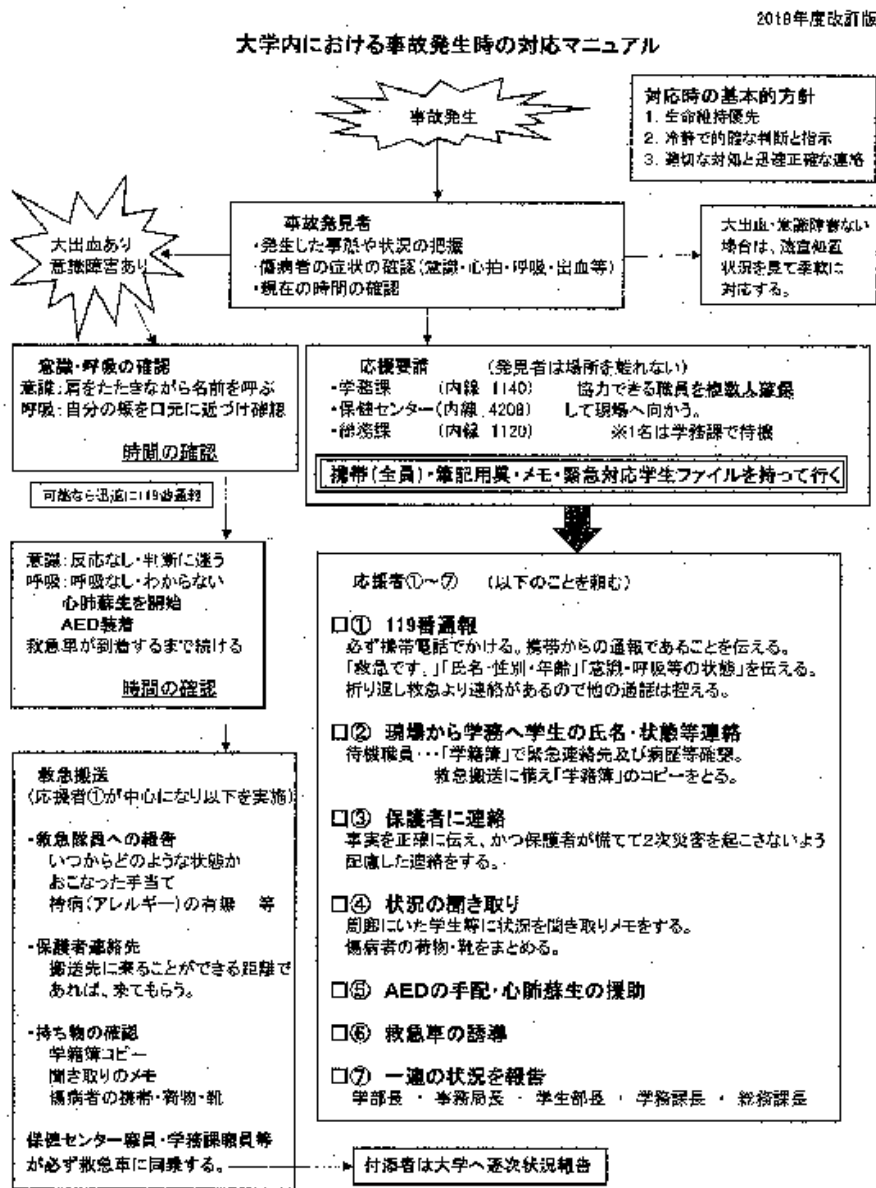 2018年度改訂版
大学内における事故発生時の対応マニュアル
事故発生
対応時の基本的方針
1. 生命維持優先
2. 冷静で的確な判断と指示
3. 適切な対処と迅速正確な連絡
大出血あり
意識障害あり
事故発見者
・発生した事態や状況の把握
・傷病者の症状の確認(意識・心拍・呼吸・出血等)
・現在の時間の確認
大出血・意識障害ない
場合は、適宜処置
状況を見て柔軟に
対応する。
意識・呼吸の確認
意識:肩をたたきながら名前を呼ぶ
呼吸:自分の頬を口元に近づけ確認
時間の確認
応援要請 (発見者は場所を離れない)
・学務課 (内線 1140) 協力できる職員を複数人確保
・保健センター(内線 4208) して現場へ向かう。
・総務課 (内線 1120) ※1名は学務課で待機
携帯(全員)・筆記用具・メモ・緊急対応学生ファイルを持って行く
可能なら迅速に119番通報
意識:反応なし・判断に迷う
呼吸:呼吸なし・わからない
心肺蘇生を開始
AED装着
救急車が到着するまで続ける
時間の確認
応援者①~⑦ (以下のことを頼む)
□① 119番通報
必ず携帯電話でかける。携帯からの通報であることを伝える。
「救急です。」「氏名・性別・年齢」「意識・呼吸等の状態」を伝える。
折り返し救急より連絡があるので他の通話は控える。
□② 現場から学務へ学生の氏名・状態等連絡
待機職員・・・「学籍簿」で緊急連絡先及び病歴等確認。
救急搬送に備え「学籍簿」のコピーをとる。
□③ 保護者に連絡
事実を正確に伝え、かつ保護者が慌てて2次災害を起こさないよう
配慮した連絡をする。
□④ 状況の聞き取り
周囲にいた学生等に状況を聞き取りメモをする。
傷病者の荷物・靴をまとめる。
□⑤ AEDの手配・心肺蘇生の援助
□⑥ 救急車の誘導
□⑦ 一連の状況を報告
学部長 ・ 事務局長 ・ 学生部長 ・ 学務課長 ・ 総務課長
救急搬送
(応援者①が中心になり以下を実施)
・救急隊員への報告
いつからどのような状態か
おこなった手当て
持病(アレルギー)の有無 等
・保護者連絡先
搬送先に来ることができる距離で
あれば、来てもらう。
・持ち物の確認
学籍簿コピー
聞き取りのメモ
傷病者の携帯・荷物・靴
保健センター職員・学務課職員等
が必ず救急車に同乗する。
付添者は大学へ逐次状況報告